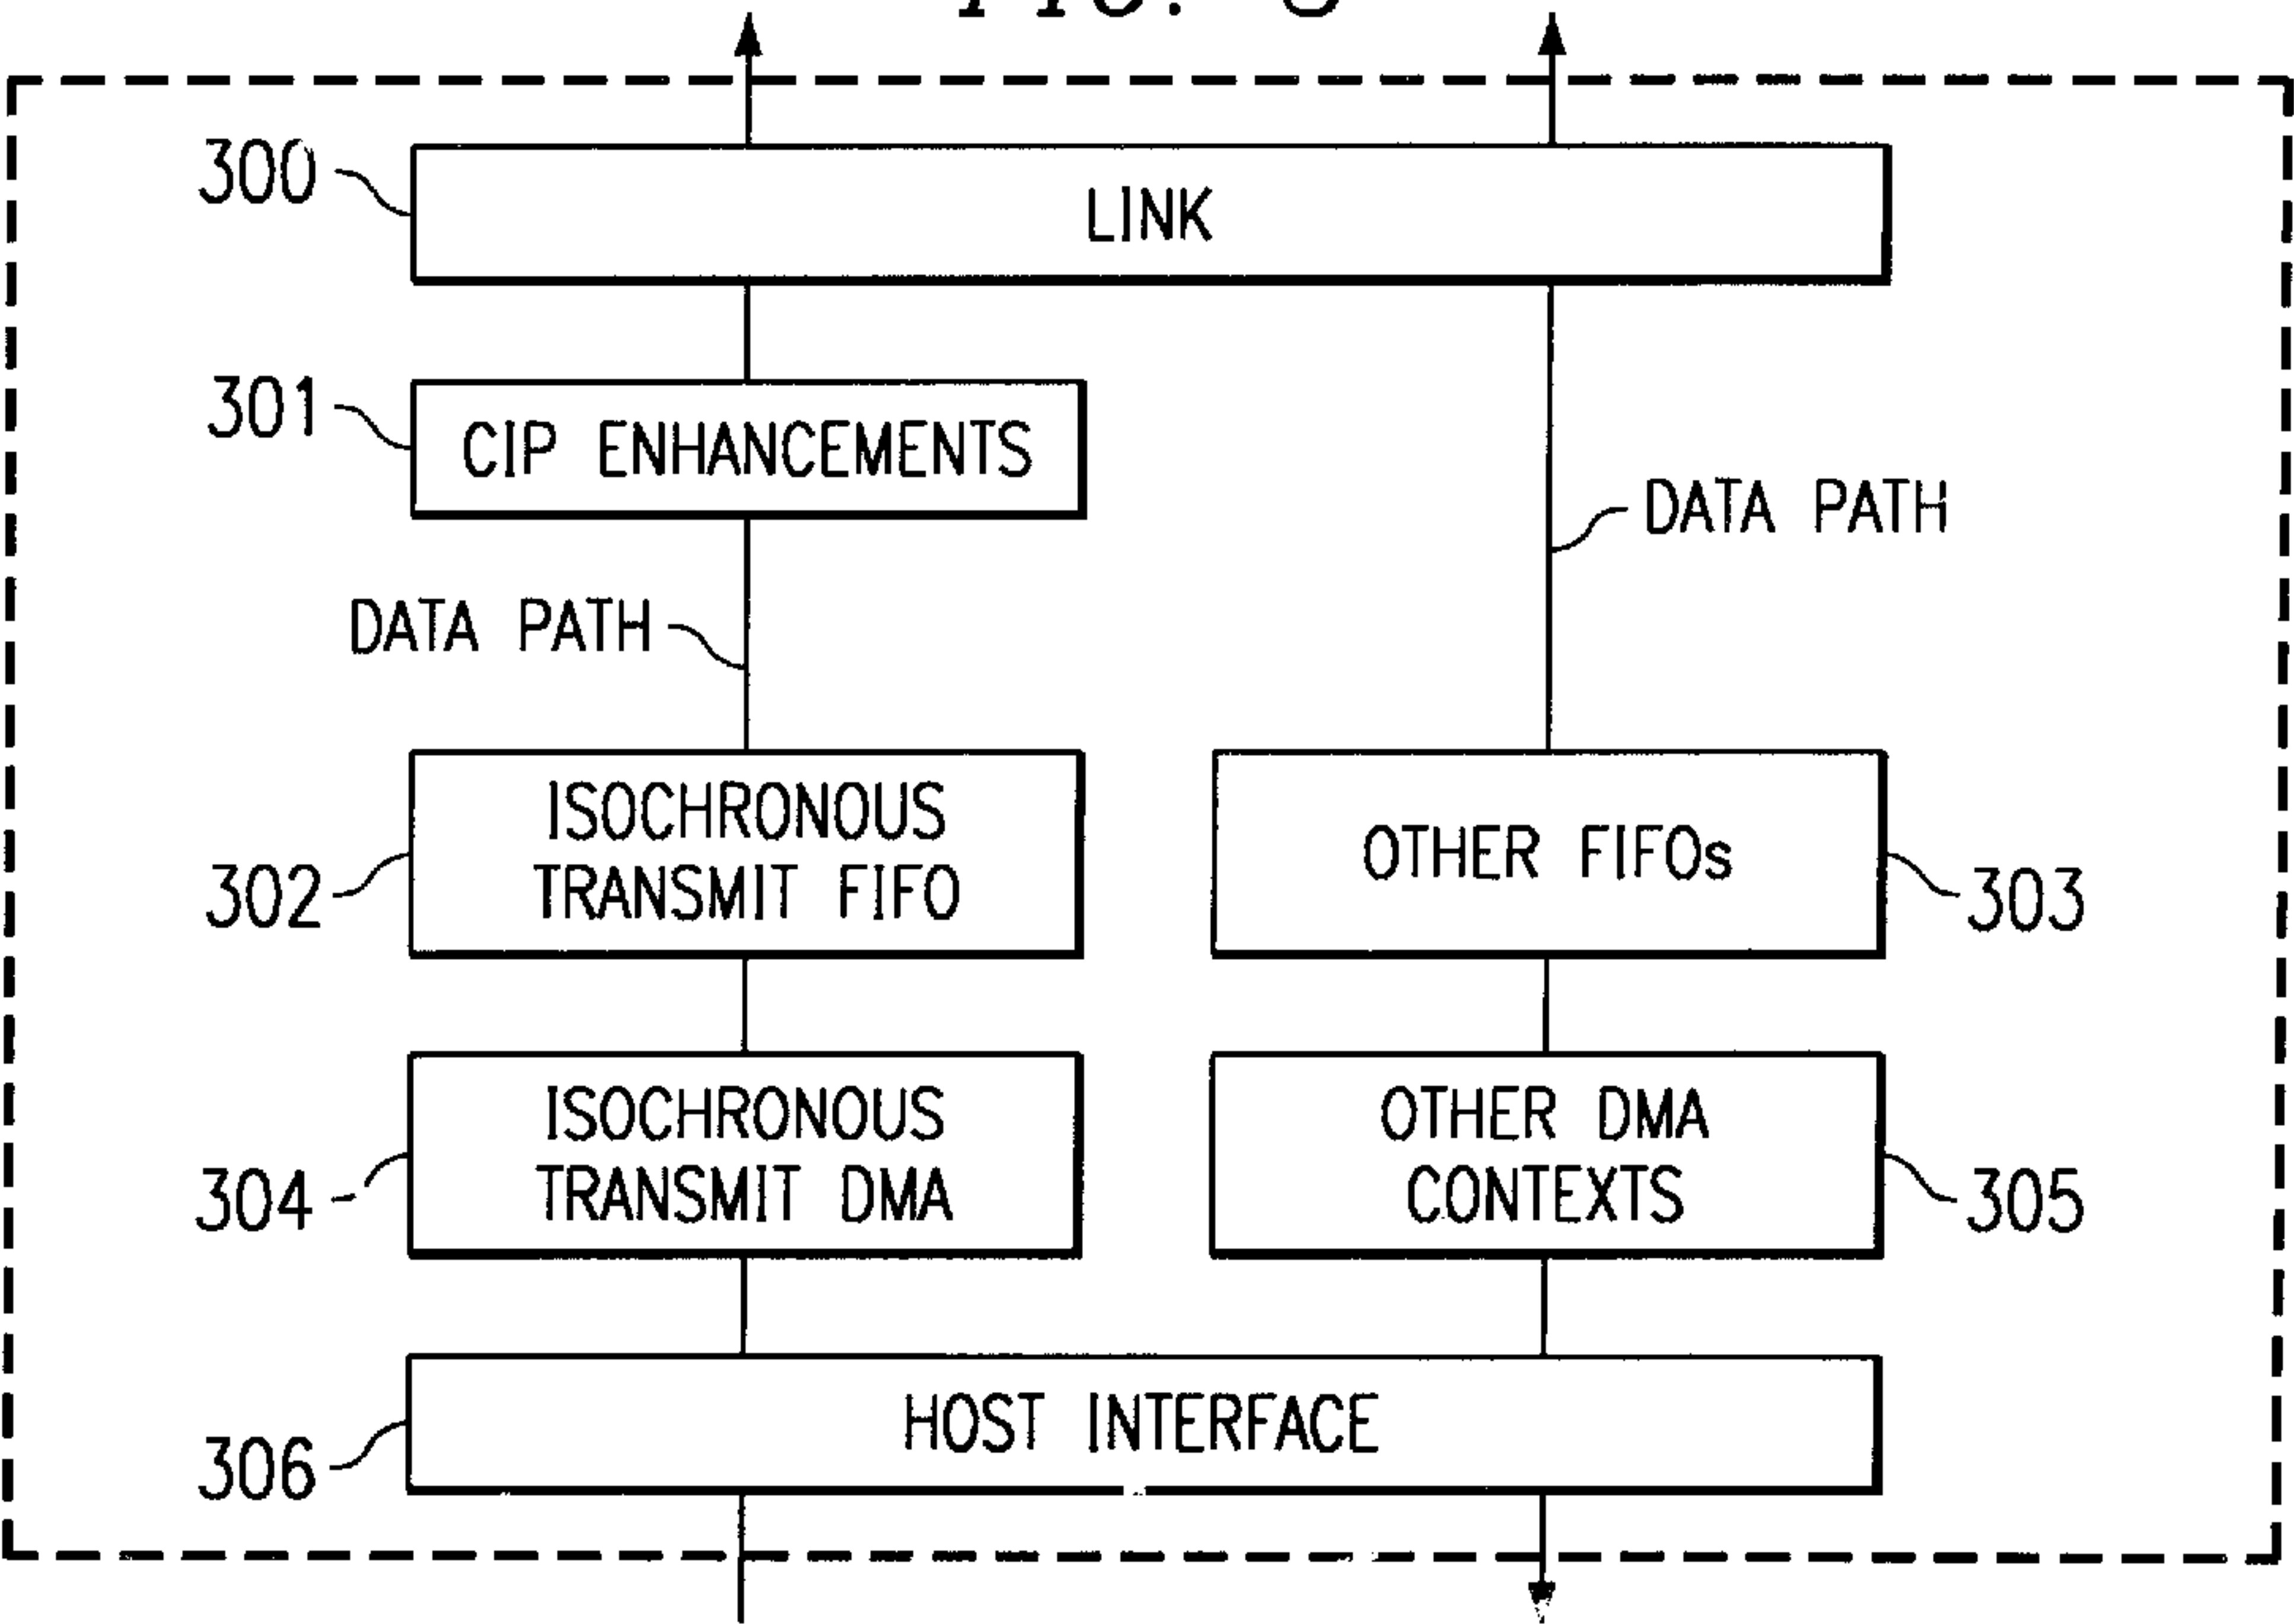 300
LINK
301
CIP ENHANCEMENTS
DATA PATH
DATA PATH
302
ISOCHRONOUS
TRANSMIT FIFO
OTHER FIFOs
303
304
ISOCHRONOUS
TRANSMIT DMA
OTHER DMA
CONTEXTS
305
306
HOST INTERFACE